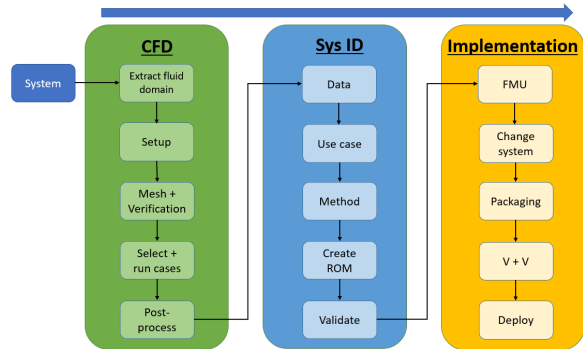 CFD
Sys ID
Implementation
System
Extract fluid
domain
Setup
Mesh +
Verification
Select +
run cases
Post-
process
Data
Use case
Method
Create
ROM
Validate
FMU
Change
system
Packaging
V + V
Deploy